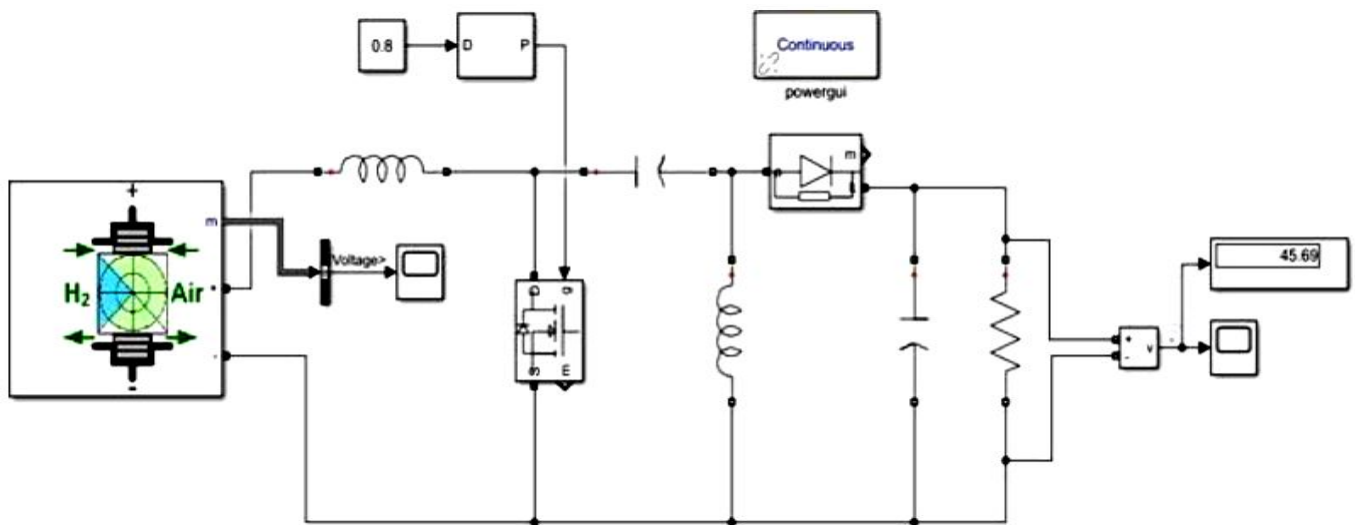 0.8
D
P
Continuous
powergui
+
m
m
H₂
Air
Voltage>
g
45.69
+
-
v
+
-
-
S